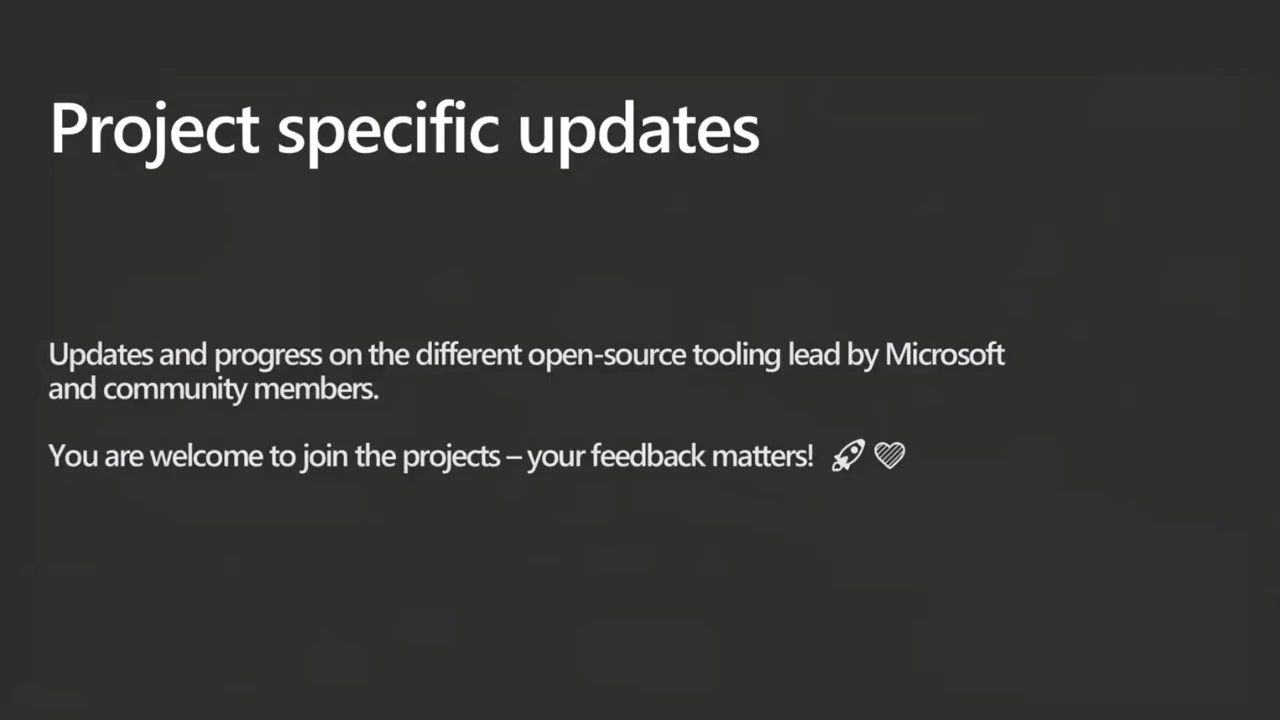 Project specific updates
Updates and progress on the different open-source tooling lead by Microsoft
and community members.
You are welcome to join the projects – your feedback matters! 🚀💖